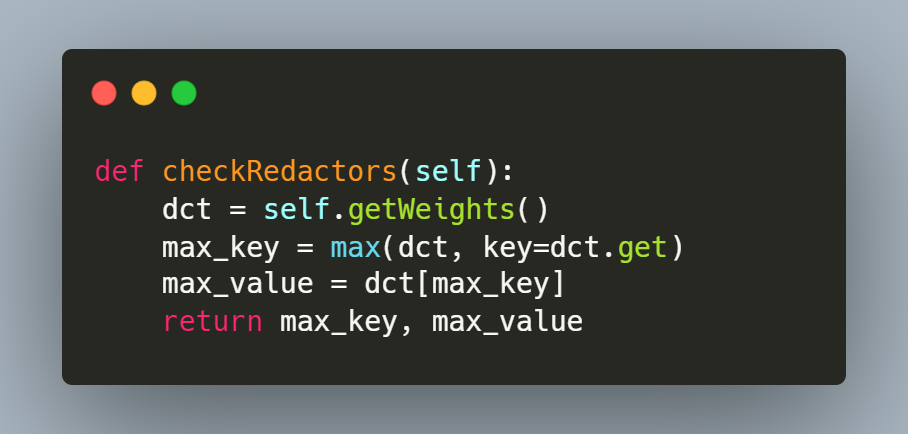 def checkRedactors(self):
    dct = self.getWeights()
    max_key = max(dct, key=dct.get)
    max_value = dct[max_key]
    return max_key, max_value